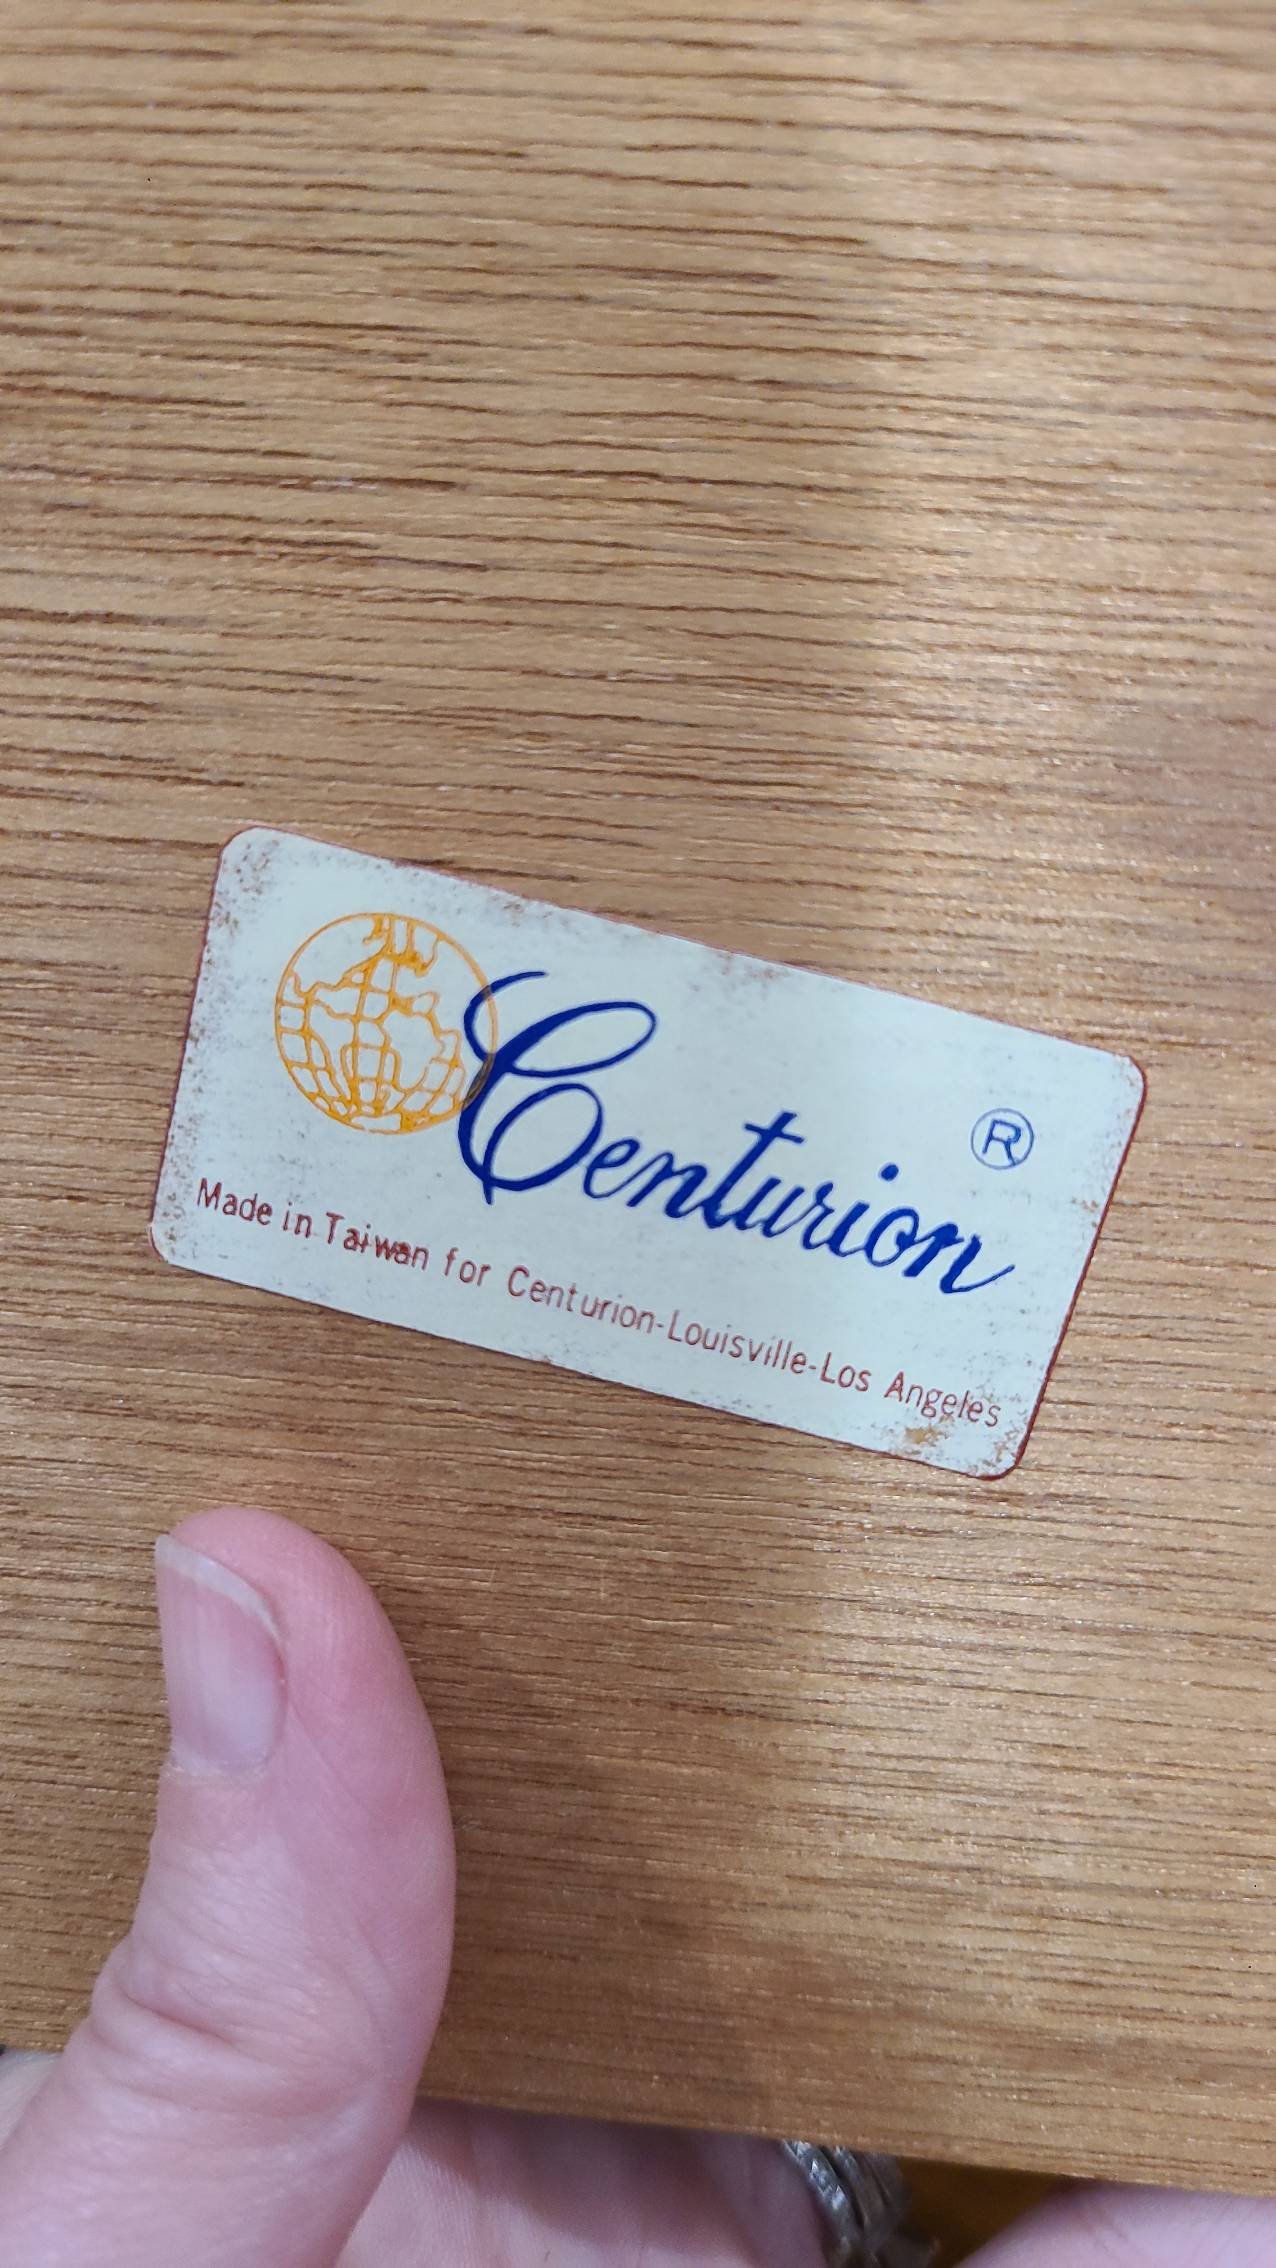 Centurion ®
Made in Taiwan for Centurion-Louisville-Los Angeles